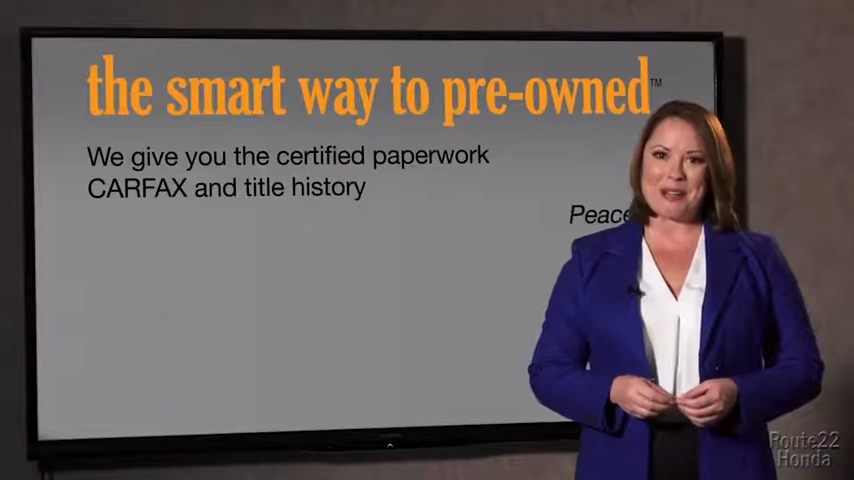 the smart way to pre-owned™
We give you the certified paperwork
CARFAX and title history
Peace
Route22
Honda